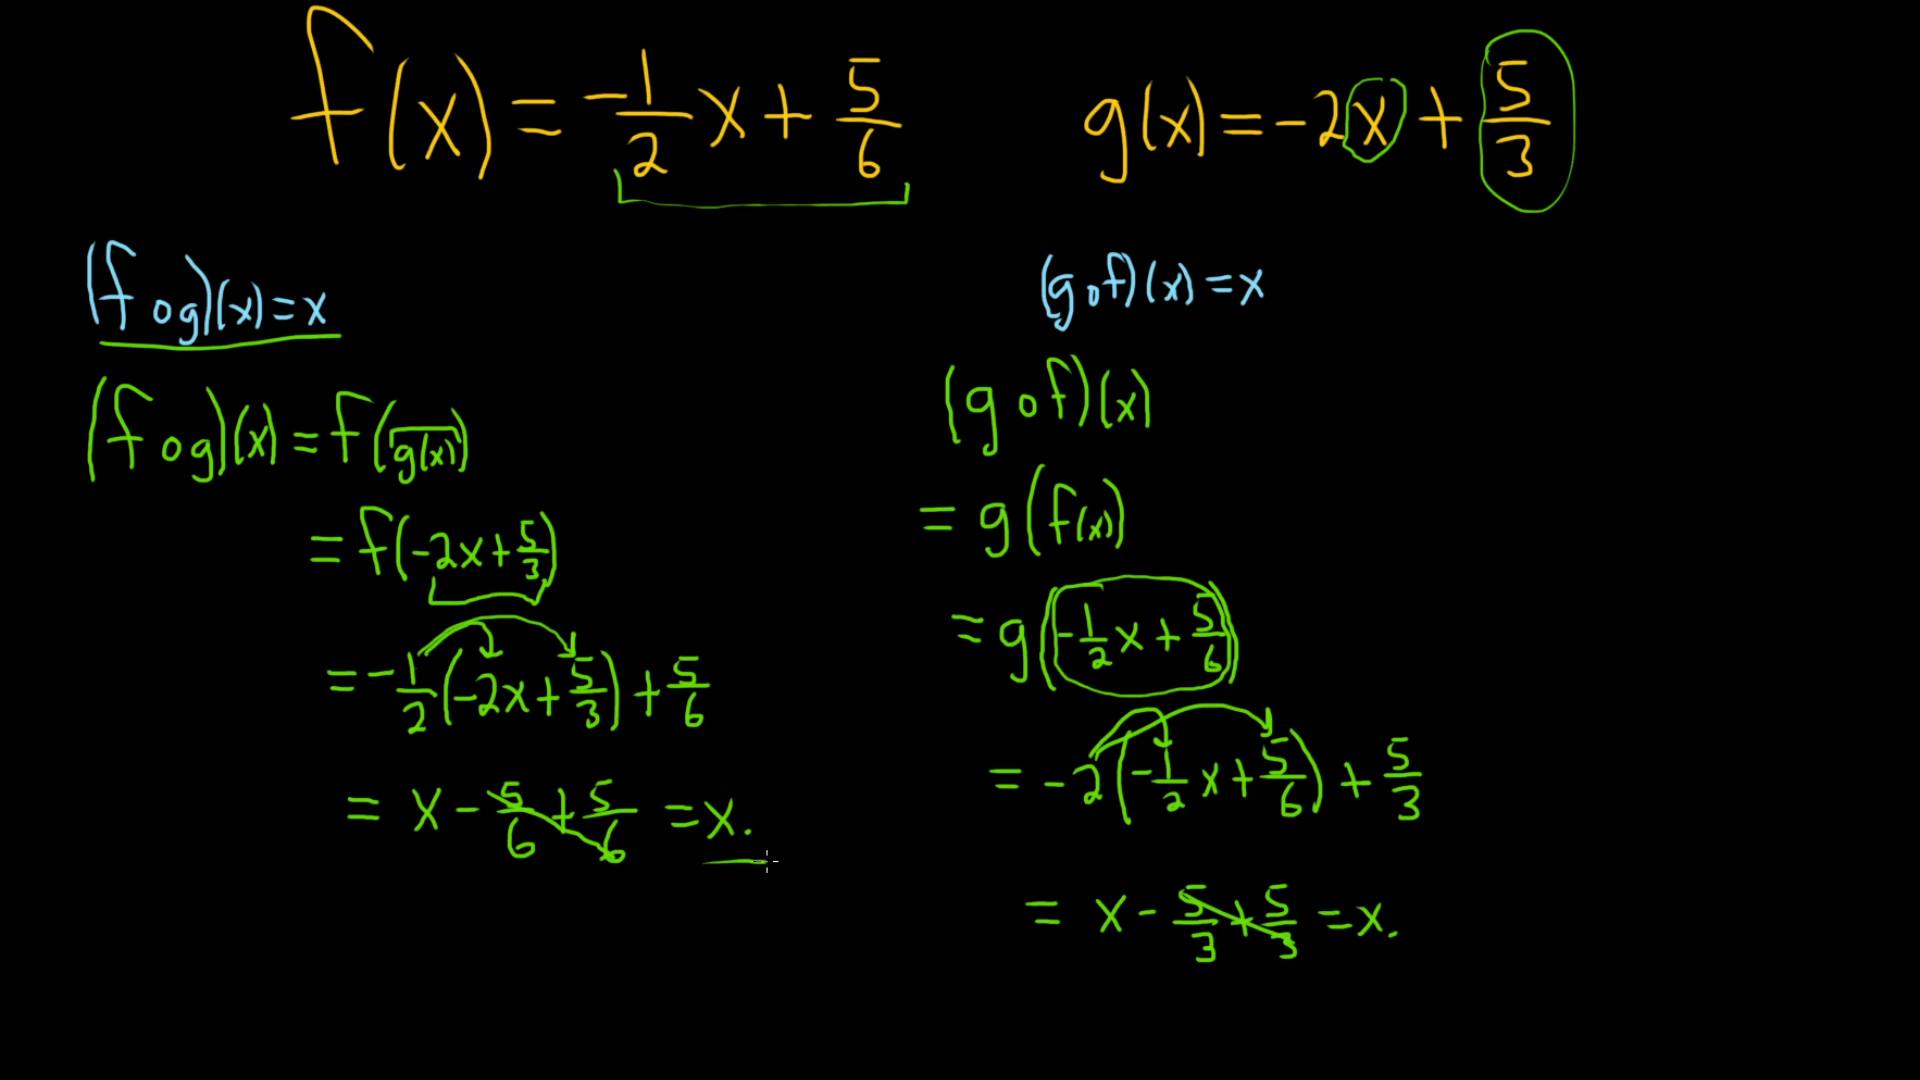 f(x) = -1/2 x + 5/6
g(x) = -2x + 5/3
(f∘g)(x) = x
(f∘g)(x) = f(g(x))
= f(-2x + 5/3)
= -1/2(-2x + 5/3) + 5/6
= x - 5/6 + 5/6 = x.
(g∘f)(x) = x
(g∘f)(x)
= g(f(x))
= g(-1/2 x + 5/6)
= -2(-1/2 x + 5/6) + 5/3
= x - 5/3 + 5/3 = x.